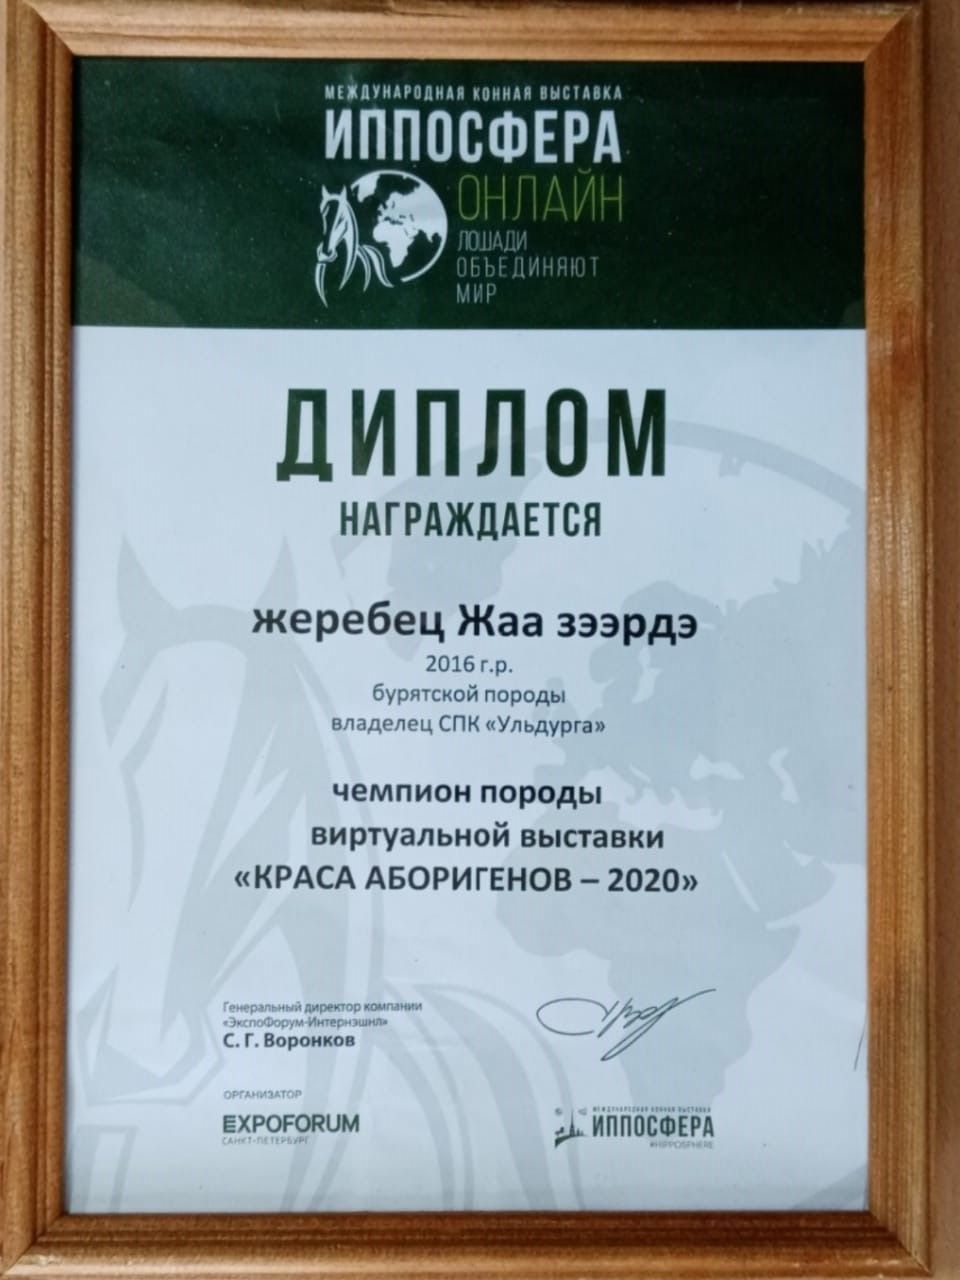 МЕЖДУНАРОДНАЯ КОННАЯ ВЫСТАВКА
ИППОСФЕРА
ОНЛАЙН
ЛОШАДИ
ОБЪЕДИНЯЮТ
МИР
ДИПЛОМ
НАГРАЖДАЕТСЯ
жеребец Жаа зээрдэ
2016 г.р.
бурятской породы
владелец СПК «Ульдурга»
чемпион породы
виртуальной выставки
«КРАСА АБОРИГЕНОВ – 2020»
Генеральный директор компании
«ЭкспоФорум-Интернэшнл»
С. Г. Воронков
ОРГАНИЗАТОР
EXPOFORUM
САНКТ-ПЕТЕРБУРГ
МЕЖДУНАРОДНАЯ КОННАЯ ВЫСТАВКА
ИППОСФЕРА
#HIPPOSPHERE